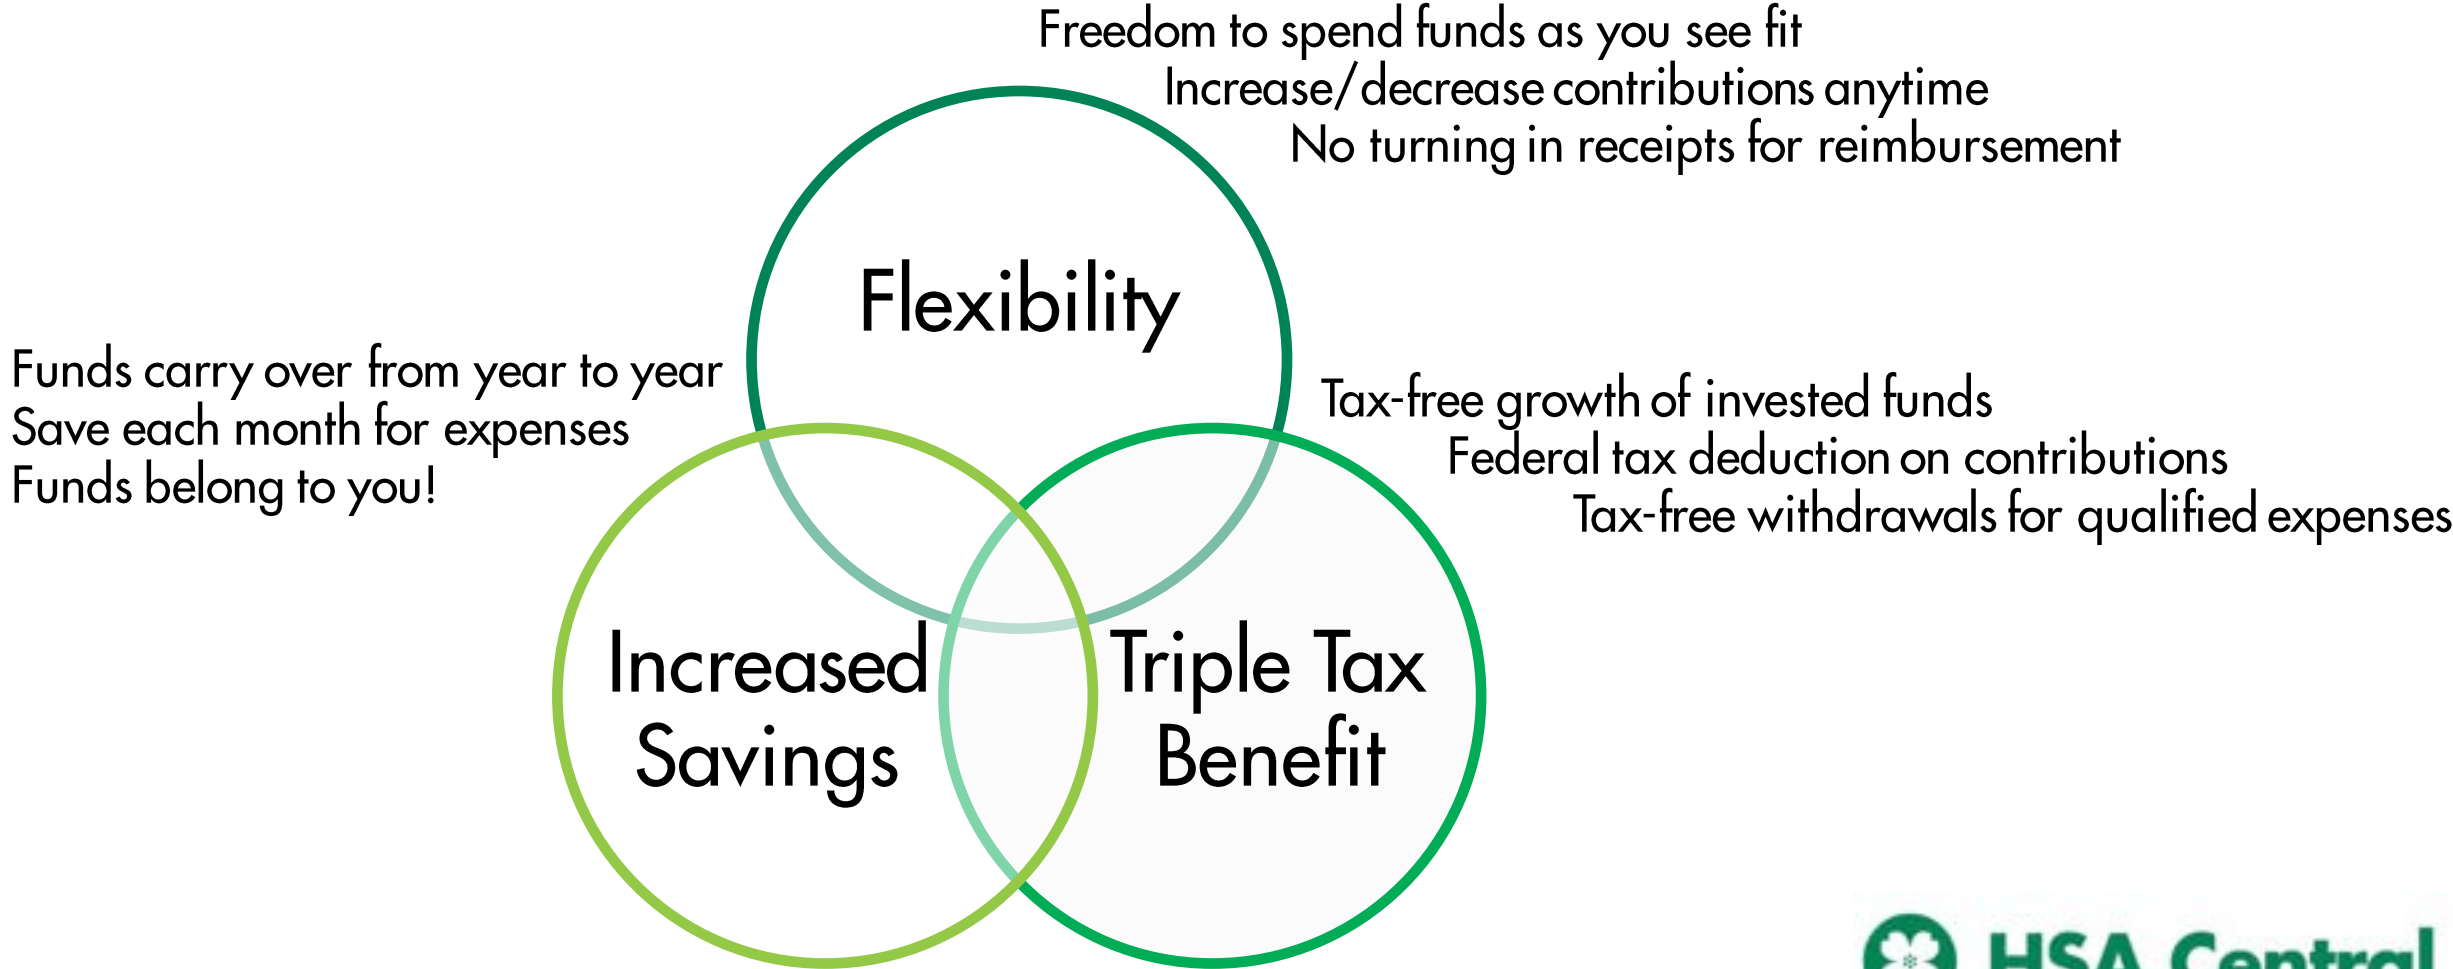 Freedom to spend funds as you see fit
Increase/decrease contributions anytime
No turning in receipts for reimbursement
Flexibility
Funds carry over from year to year
Save each month for expenses
Funds belong to you!
Tax-free growth of invested funds
Federal tax deduction on contributions
Tax-free withdrawals for qualified expenses
Increased
Savings
Triple Tax
Benefit
HSA Central